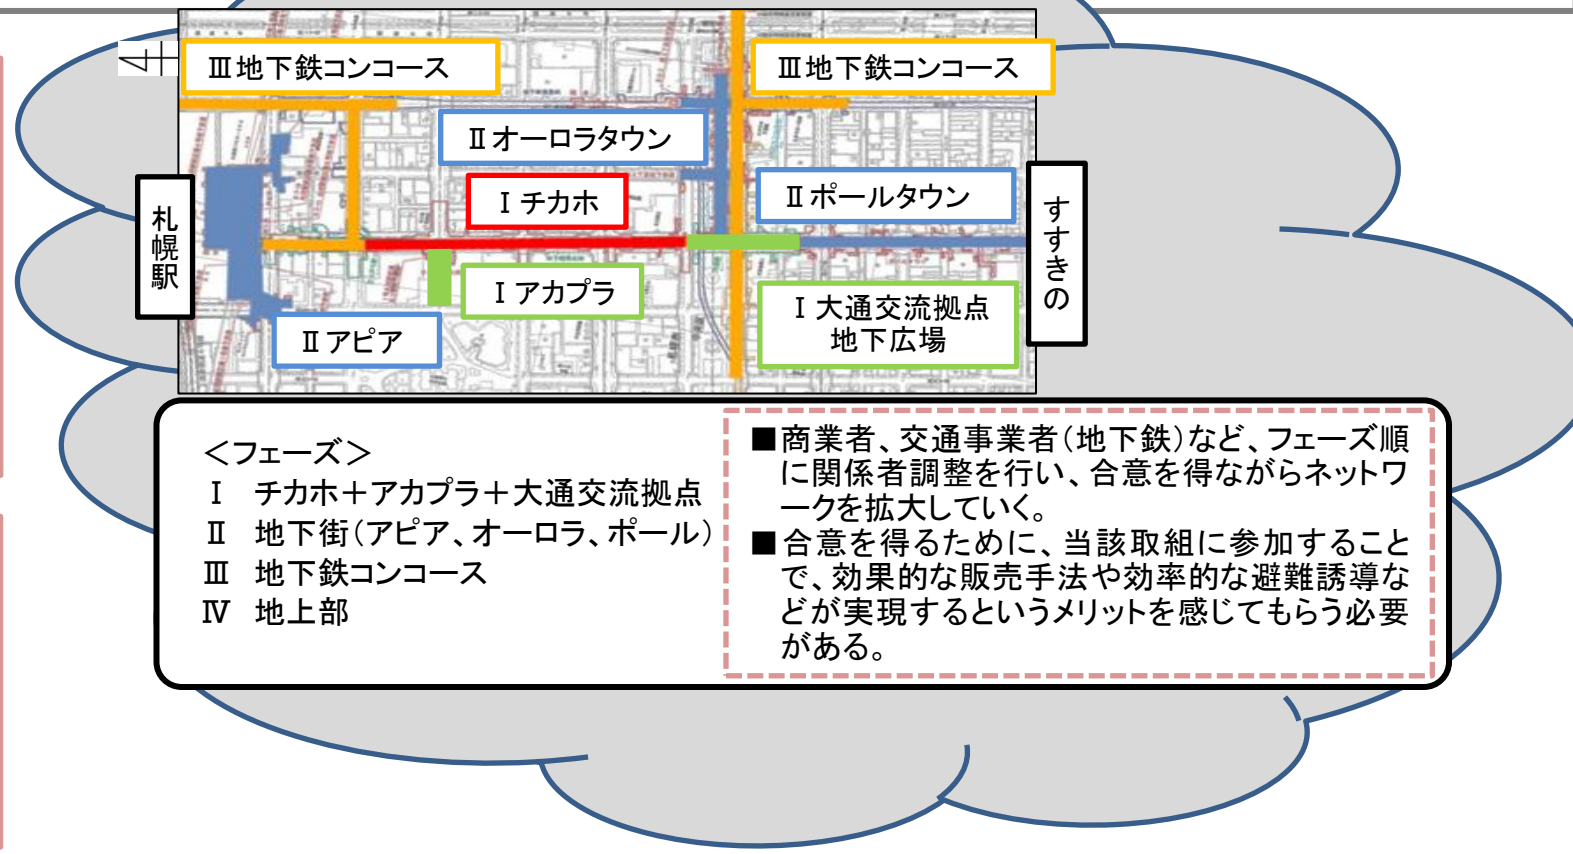 Ⅲ地下鉄コンコース
Ⅲ地下鉄コンコース
Ⅱオーロラタウン
Ⅰチカホ
Ⅱポールタウン
札幌駅
すすきの
Ⅰアカプラ
Ⅰ大通交流拠点
地下広場
Ⅱアピア
＜フェーズ＞
Ⅰ チカホ＋アカプラ＋大通交流拠点
Ⅱ 地下街（アピア、オーロラ、ポール）
Ⅲ 地下鉄コンコース
Ⅳ 地上部
■商業者、交通事業者（地下鉄）など、フェーズ順
に関係者調整を行い、合意を得ながらネットワ
ークを拡大していく。
■合意を得るために、当該取組に参加すること
で、効果的な販売手法や効率的な避難誘導な
どが実現するというメリットを感じてもらう必要
がある。